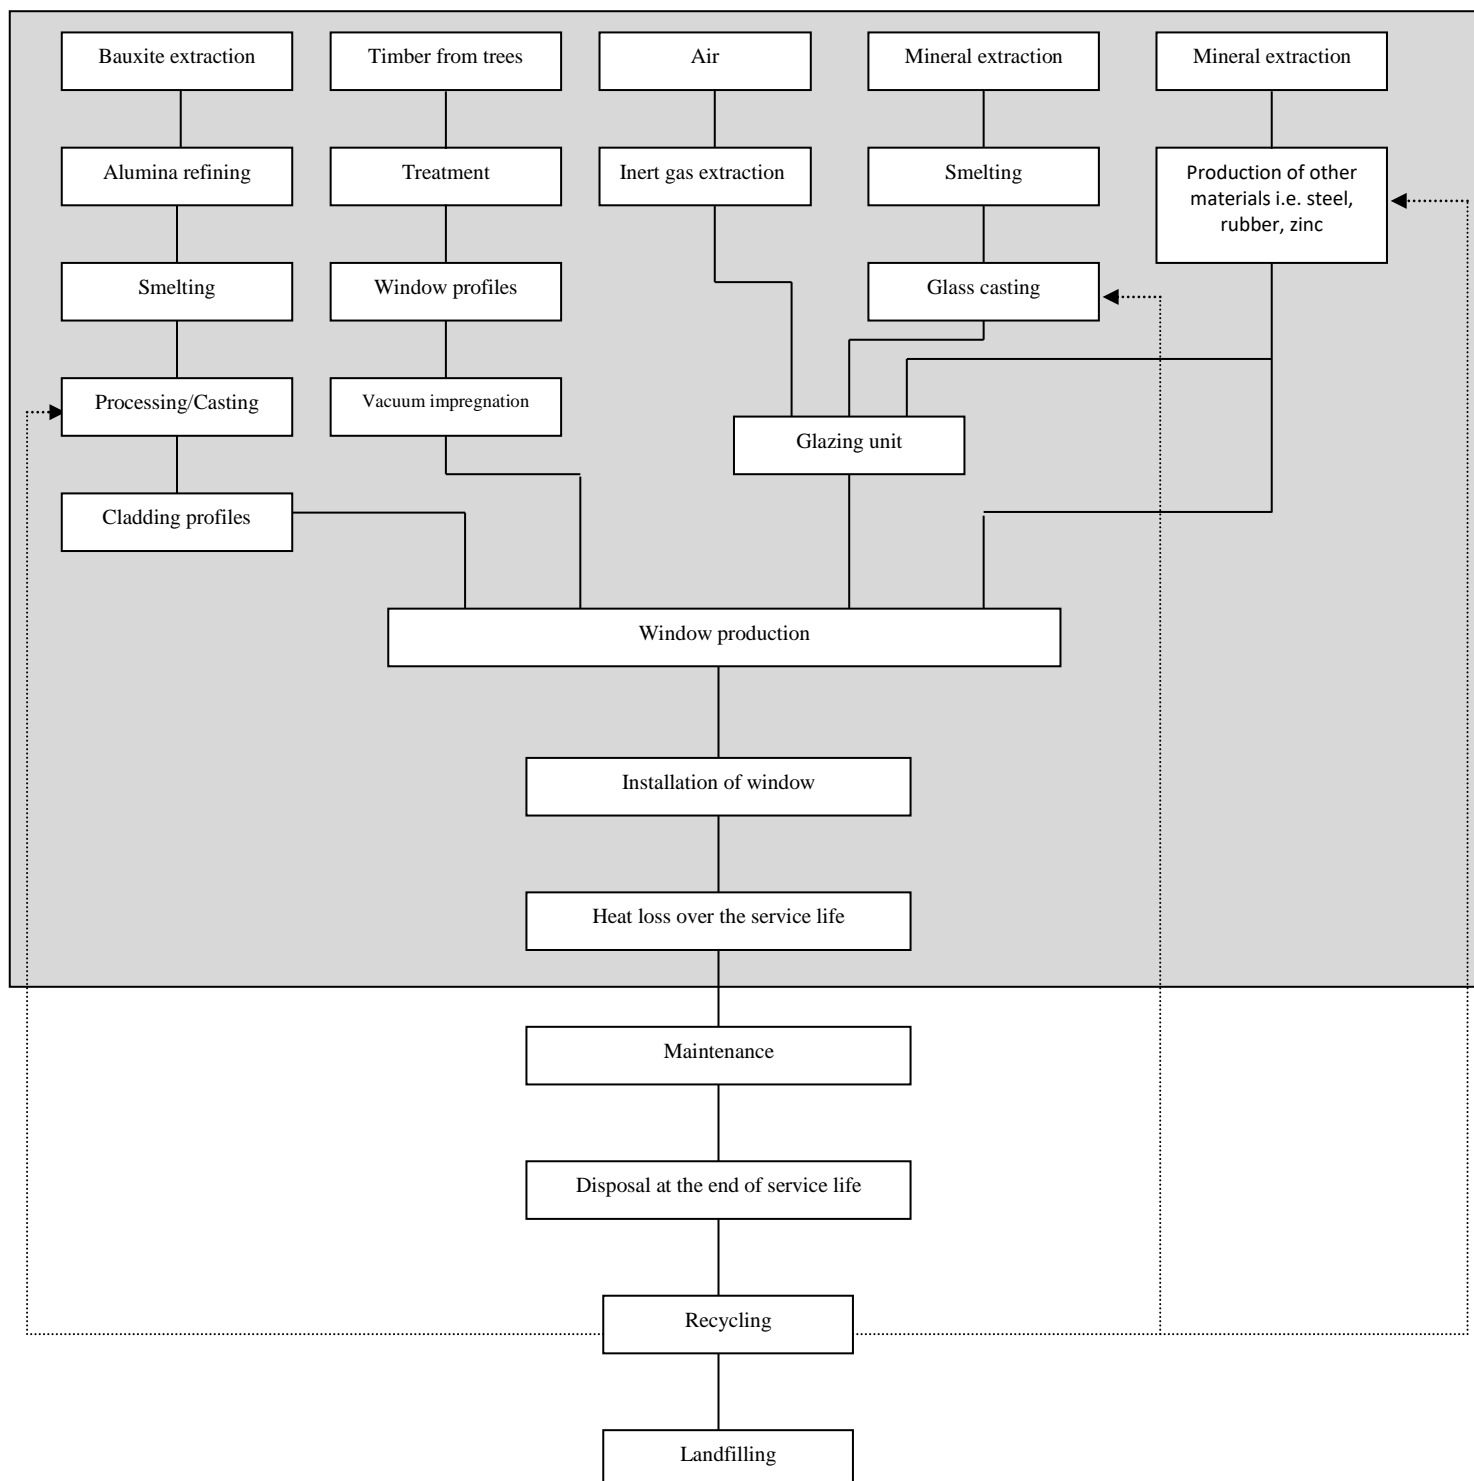 Bauxite extraction
Timber from trees
Air
Mineral extraction
Mineral extraction
Alumina refining
Treatment
Inert gas extraction
Smelting
Production of other
materials i.e. steel,
rubber, zinc
Smelting
Window profiles
Glass casting
Processing/Casting
Vacuum impregnation
Glazing unit
Cladding profiles
Window production
Installation of window
Heat loss over the service life
Maintenance
Disposal at the end of service life
Recycling
Landfilling